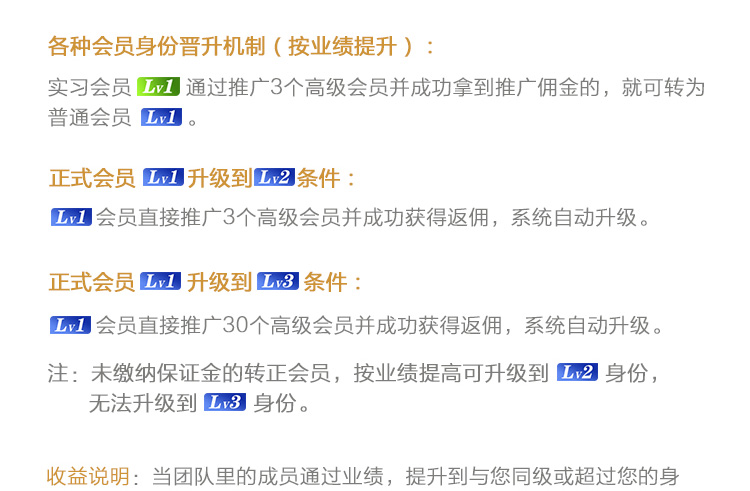 各种会员身份晋升机制（按业绩提升）：
实习会员 Lv1 通过推广3个高级会员并成功拿到推广佣金的，就可转为
普通会员 Lv1 。
正式会员 Lv1 升级到 Lv2 条件：
Lv1 会员直接推广3个高级会员并成功获得返佣，系统自动升级。
正式会员 Lv1 升级到 Lv3 条件：
Lv1 会员直接推广30个高级会员并成功获得返佣，系统自动升级。
注：未缴纳保证金的转正会员，按业绩提高可升级到 Lv2 身份，
无法升级到 Lv3 身份。
收益说明：当团队里的成员通过业绩，提升到与您同级或超过您的身